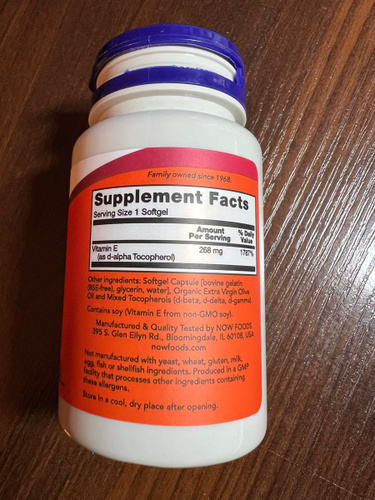 Family owned since 1968.
Supplement Facts
Serving Size 1 Softgel
Amount Per Serving
% Daily Value
Vitamin E (as d-alpha Tocopherol) 268 mg 1787%
Other ingredients: Softgel Capsule [bovine gelatin
(BSE-free), glycerin, water], Organic Extra Virgin Olive
Oil and Mixed Tocopherols (d-beta, d-delta, d-gamma).
Contains soy (Vitamin E from non-GMO soy).
Manufactured & Quality Tested by NOW FOODS
395 S. Glen Ellyn Rd., Bloomingdale, IL 60108, USA
nowfoods.com
Not manufactured with yeast, wheat, gluten, milk,
egg, fish or shellfish ingredients. Produced in a GMP
facility that processes other ingredients containing
these allergens.
Store in a cool, dry place after opening.